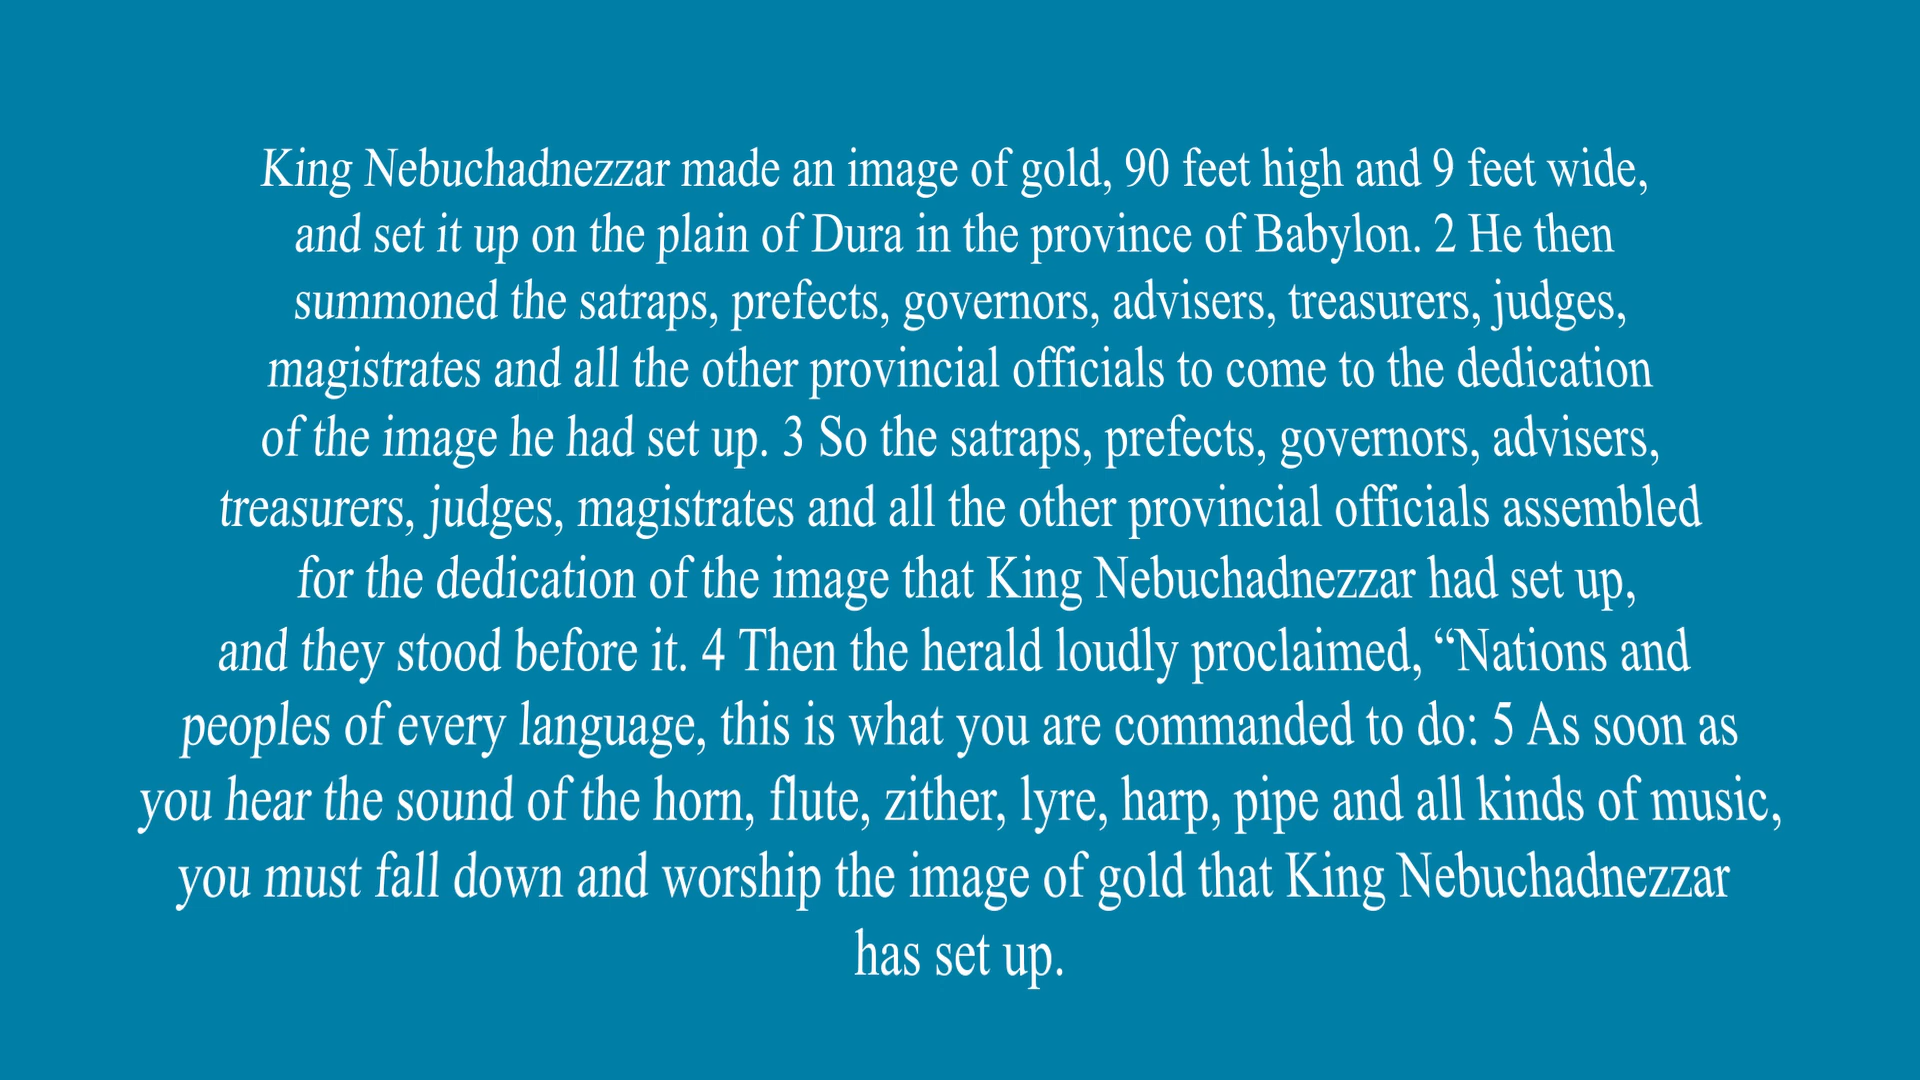 King Nebuchadnezzar made an image of gold, 90 feet high and 9 feet wide,
and set it up on the plain of Dura in the province of Babylon. 2 He then
summoned the satraps, prefects, governors, advisers, treasurers, judges,
magistrates and all the other provincial officials to come to the dedication
of the image he had set up. 3 So the satraps, prefects, governors, advisers,
treasurers, judges, magistrates and all the other provincial officials assembled
for the dedication of the image that King Nebuchadnezzar had set up,
and they stood before it. 4 Then the herald loudly proclaimed, “Nations and
peoples of every language, this is what you are commanded to do: 5 As soon as
you hear the sound of the horn, flute, zither, lyre, harp, pipe and all kinds of music,
you must fall down and worship the image of gold that King Nebuchadnezzar
has set up.